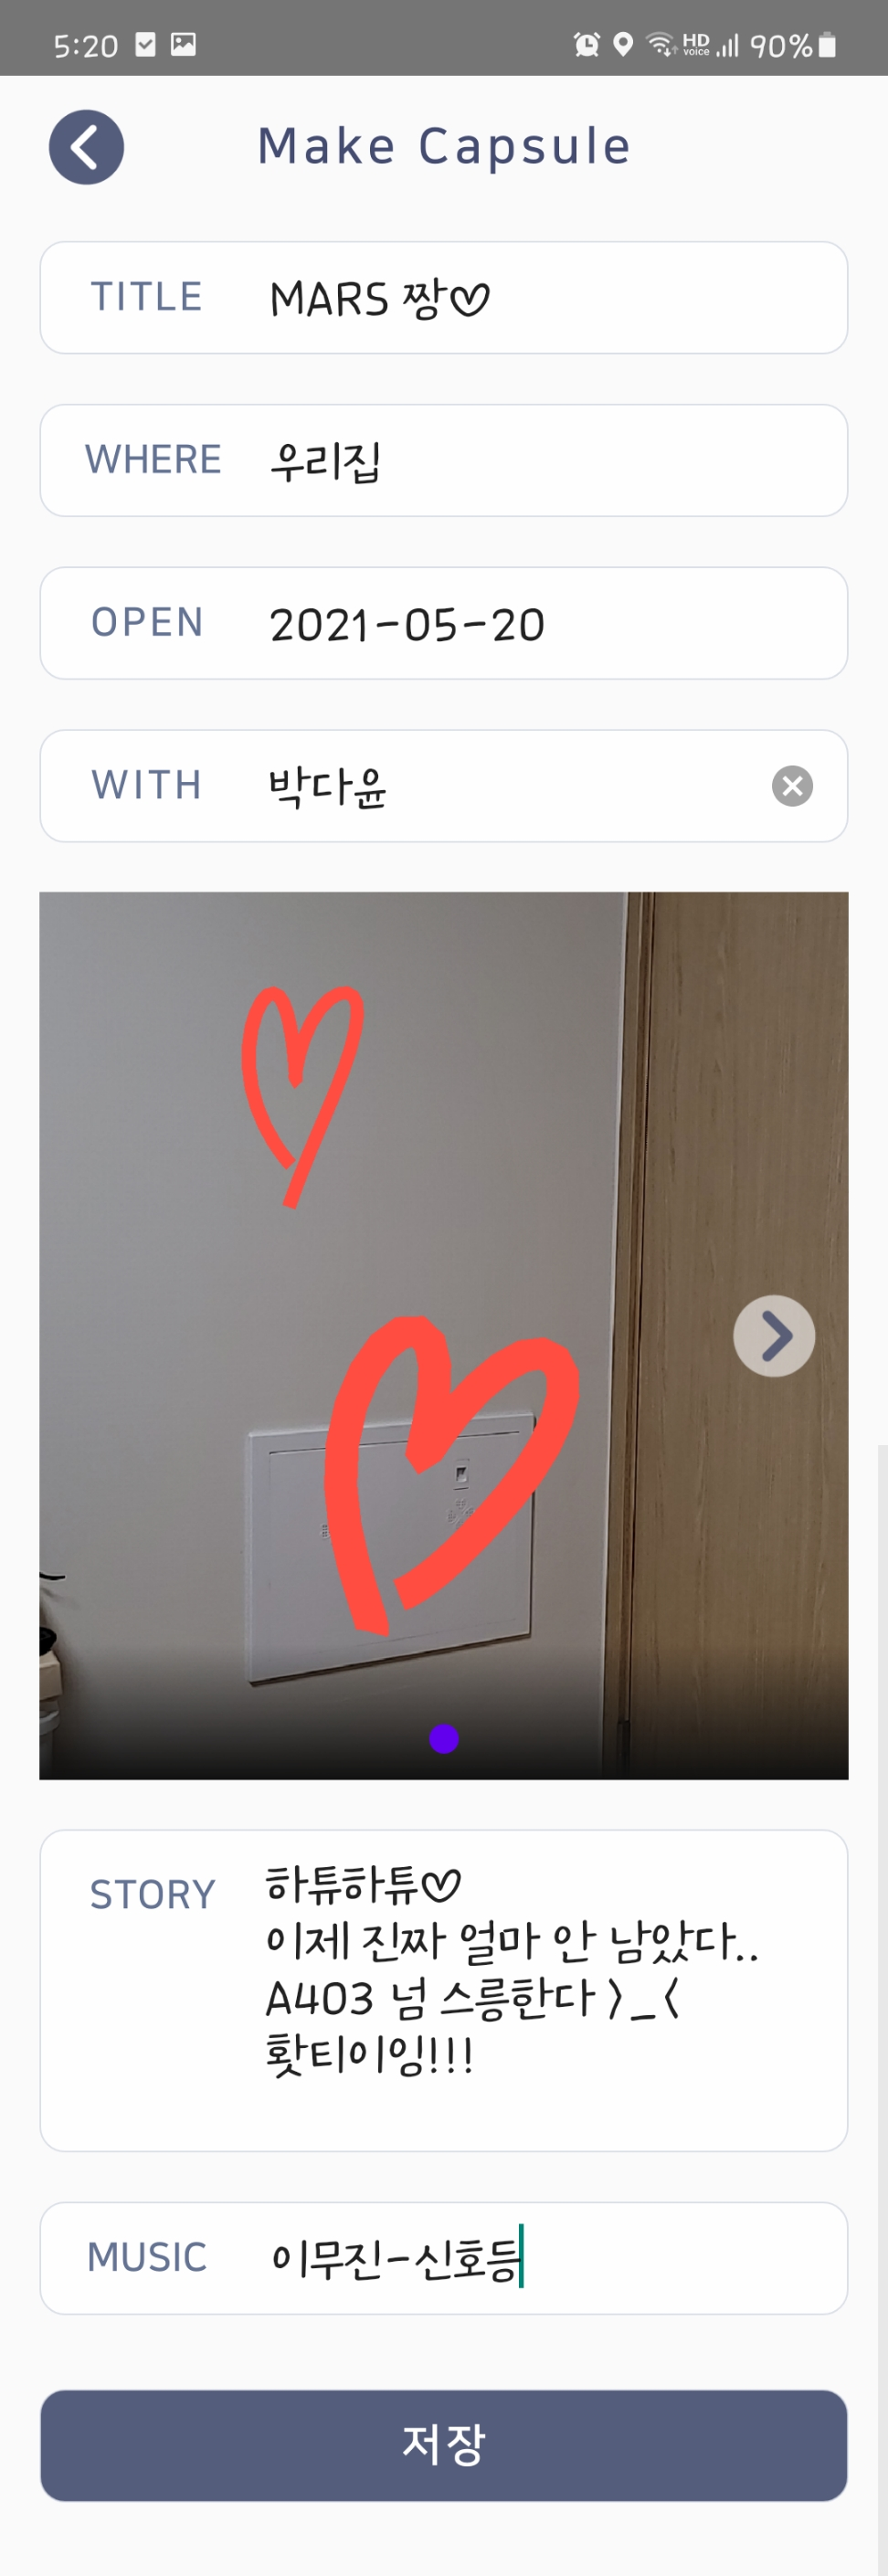 5:20 HD voice 90%
Make Capsule
TITLE MARS 짱♡
WHERE 우리집
OPEN 2021-05-20
WITH 박다윤
STORY 하튜하튜♡
이제 진짜 얼마 안 남았다..
A403 넘 스릉한다 >_<
홧티이잉!!!
MUSIC 이무진-신호등
저장